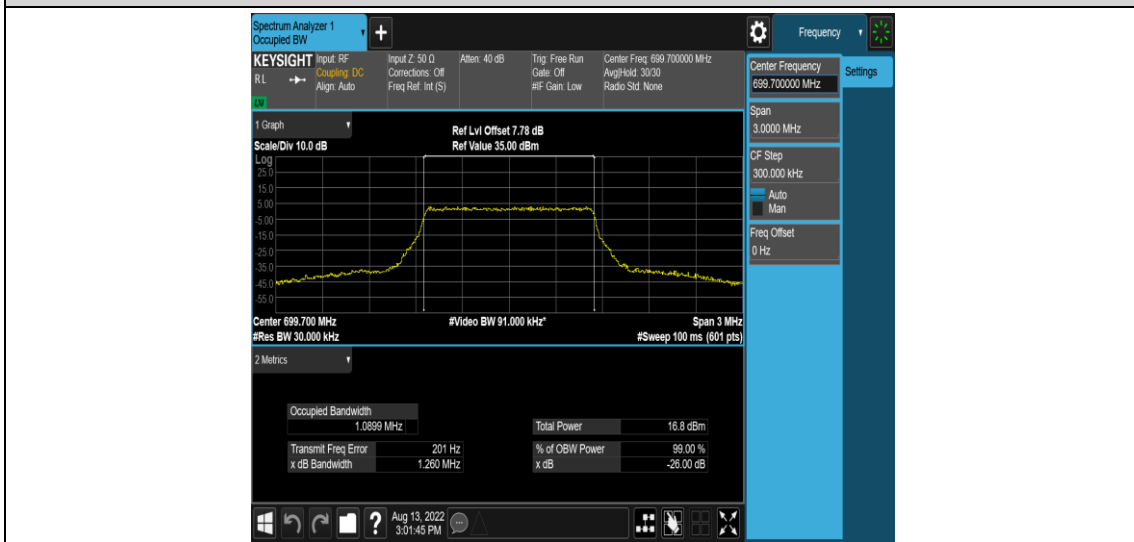 Spectrum Analyzer 1
Occupied BW
+
Frequency
KEYSIGHT
RL
Input: RF
Coupling: DC
Align: Auto
Input Z: 50 Ω
Corrections: Off
Freq Ref: Int (S)
Atten: 40 dB
Trig: Free Run
Gate: Off
#IF Gain: Low
Center Freq: 699.700000 MHz
Avg|Hold: 30/30
Radio Std: None
Center Frequency
699.700000 MHz
Settings
Span
3.0000 MHz
CF Step
300.000 kHz
Auto
Man
Freq Offset
0 Hz
1 Graph
Ref Lvl Offset 7.78 dB
Scale/Div 10.0 dB
Ref Value 35.00 dBm
Log
25.0
15.0
5.00
-5.00
-15.0
-25.0
-35.0
-45.0
-55.0
Center 699.700 MHz
#Video BW 91.000 kHz*
Span 3 MHz
#Res BW 30.000 kHz
#Sweep 100 ms (601 pts)
2 Metrics
Occupied Bandwidth
1.0899 MHz
Total Power 16.8 dBm
Transmit Freq Error 201 Hz
% of OBW Power 99.00 %
x dB Bandwidth 1.260 MHz
x dB -26.00 dB
?
Aug 13, 2022
3:01:45 PM